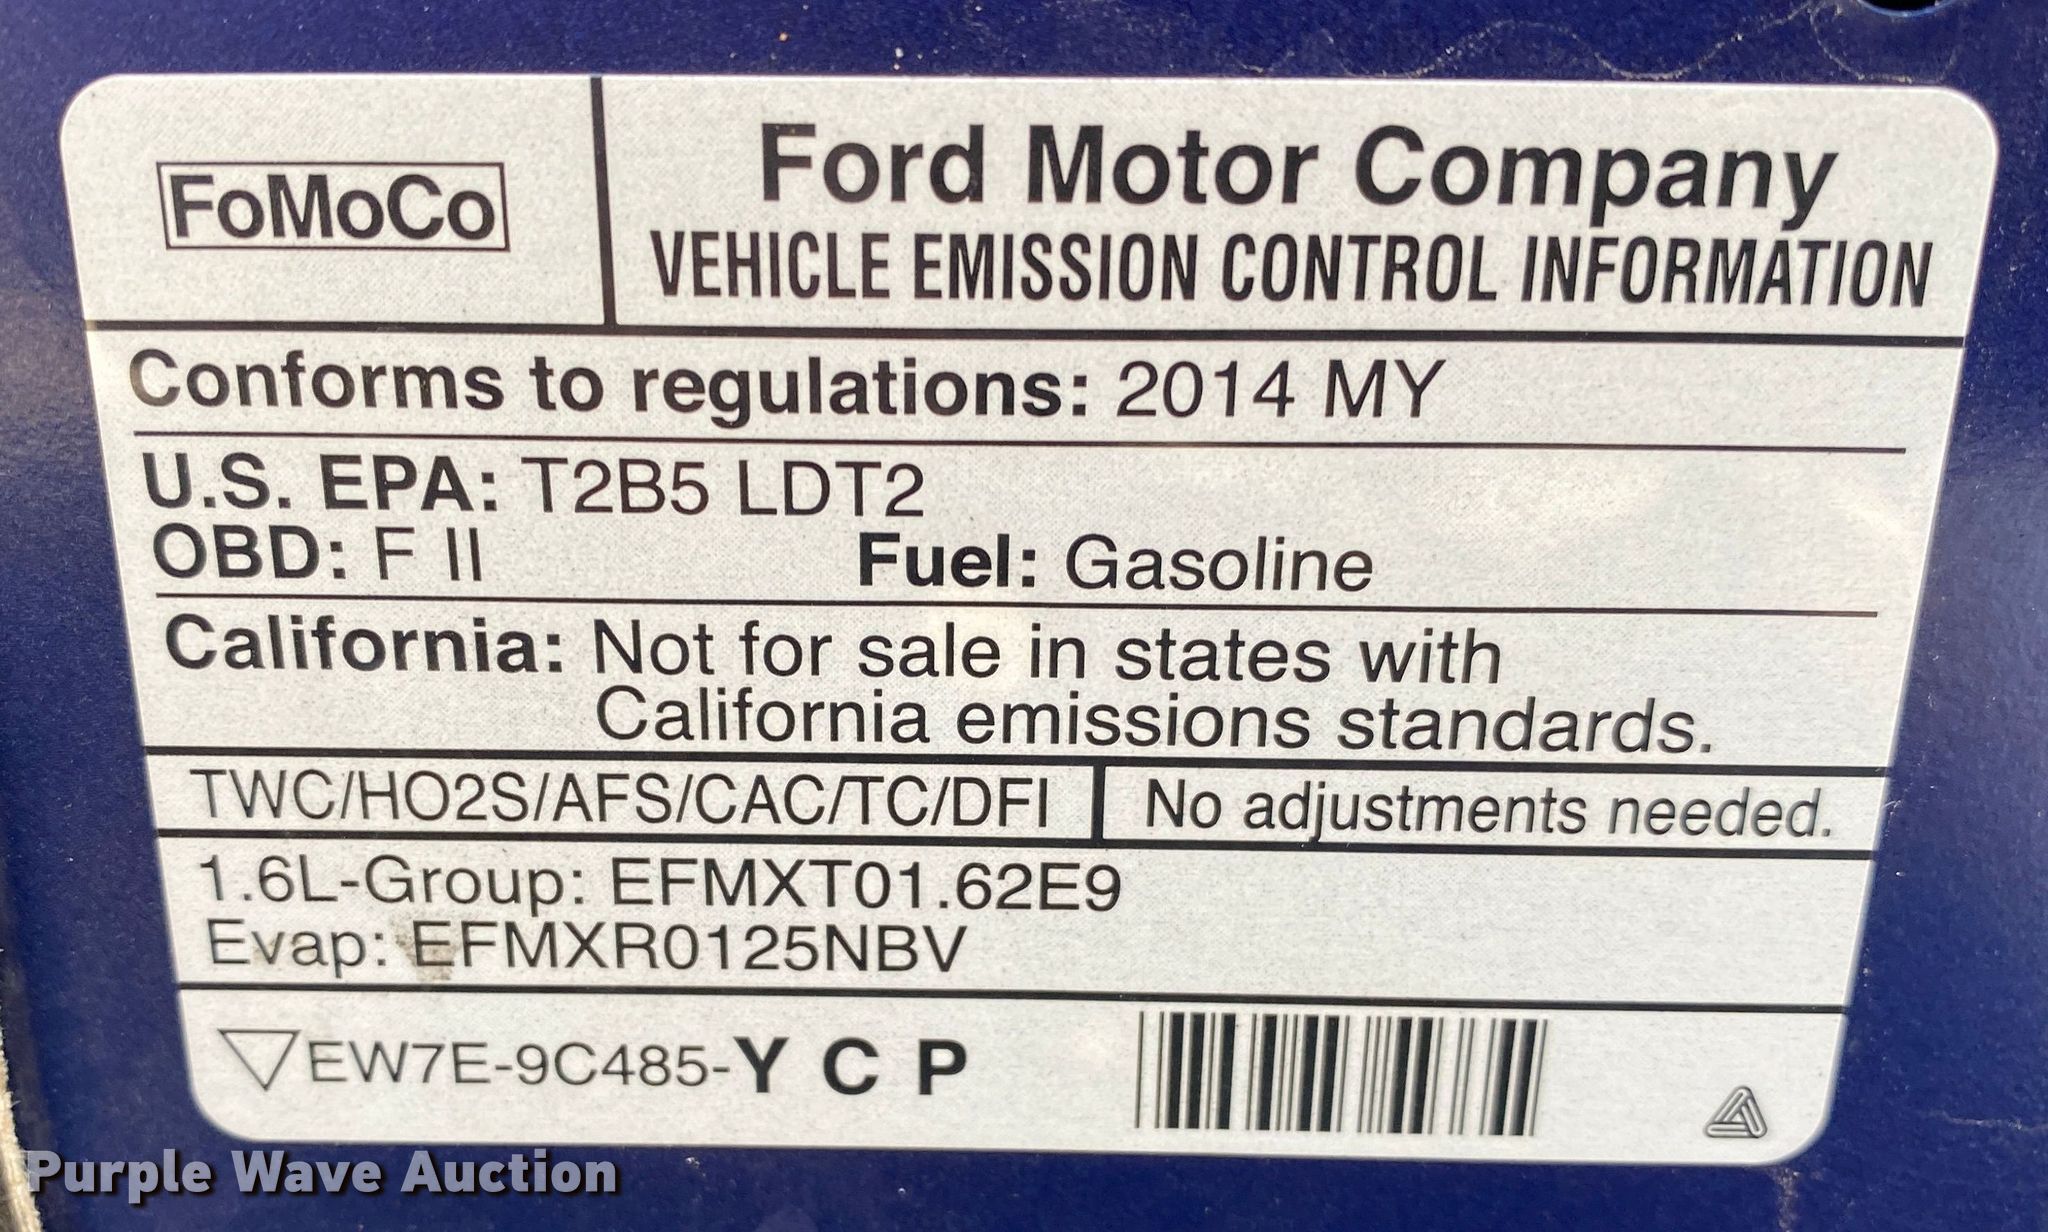 FoMoCo
Ford Motor Company
VEHICLE EMISSION CONTROL INFORMATION
Conforms to regulations: 2014 MY
U.S. EPA: T2B5 LDT2
OBD: F II Fuel: Gasoline
California: Not for sale in states with
California emissions standards.
TWC/HO2S/AFS/CAC/TC/DFI No adjustments needed.
1.6L-Group: EFMXT01.62E9
Evap: EFMXR0125NBV
EW7E-9C485-Y C P
Purple Wave Auction